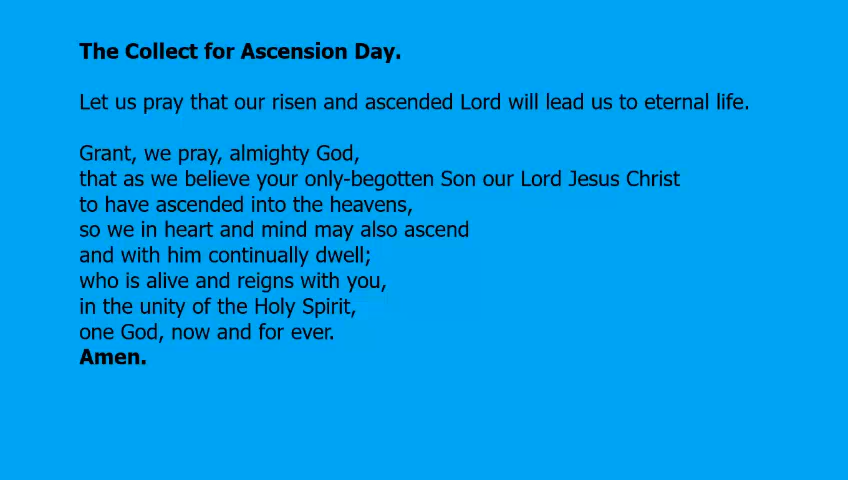 The Collect for Ascension Day.
Let us pray that our risen and ascended Lord will lead us to eternal life.
Grant, we pray, almighty God,
that as we believe your only-begotten Son our Lord Jesus Christ
to have ascended into the heavens,
so we in heart and mind may also ascend
and with him continually dwell;
who is alive and reigns with you,
in the unity of the Holy Spirit,
one God, now and for ever.
Amen.